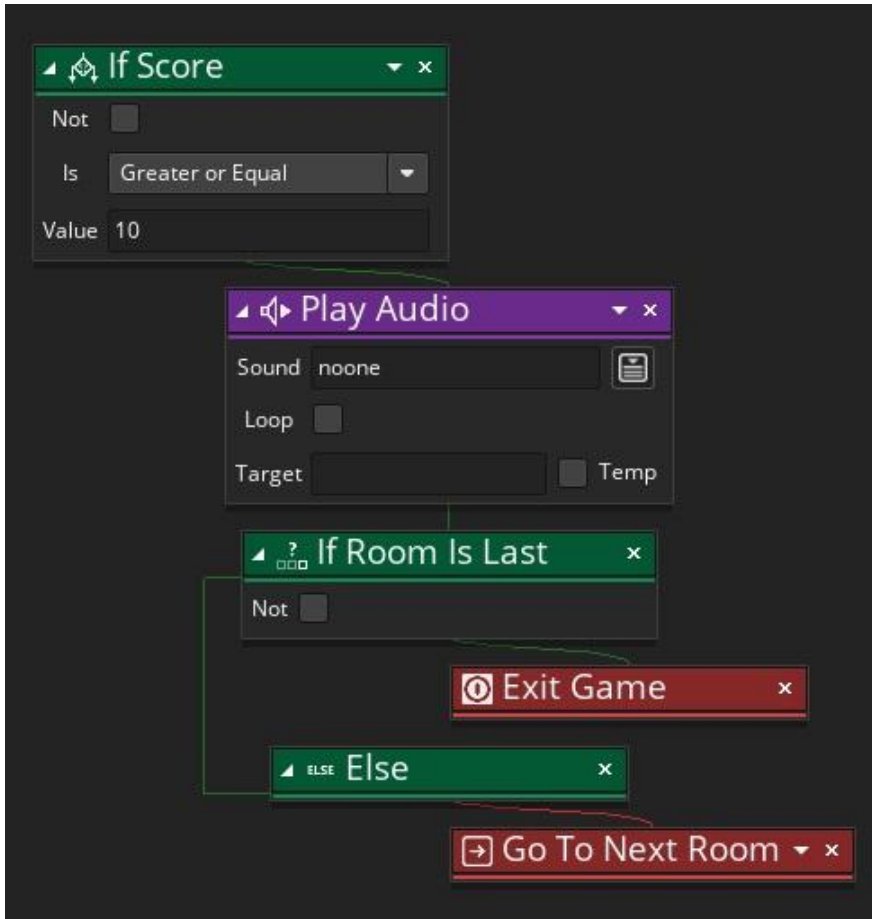 If Score
Not
Is Greater or Equal
Value 10
Play Audio
Sound noone
Loop
Target Temp
? If Room Is Last
Not
Exit Game
ELSE Else
Go To Next Room